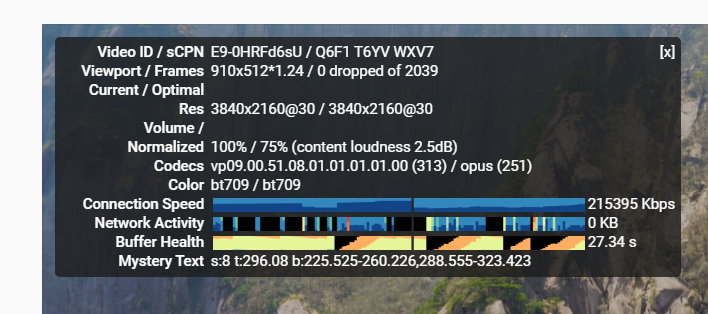 Video ID / sCPN E9-0HRFd6sU / Q6F1 T6YV WXV7 [x]
Viewport / Frames 910x512*1.24 / 0 dropped of 2039
Current / Optimal
Res 3840x2160@30 / 3840x2160@30
Volume /
Normalized 100% / 75% (content loudness 2.5dB)
Codecs vp09.00.51.08.01.01.01.01.00 (313) / opus (251)
Color bt709 / bt709
Connection Speed 215395 Kbps
Network Activity 0 KB
Buffer Health 27.34 s
Mystery Text s:8 t:296.08 b:225.525-260.226,288.555-323.423